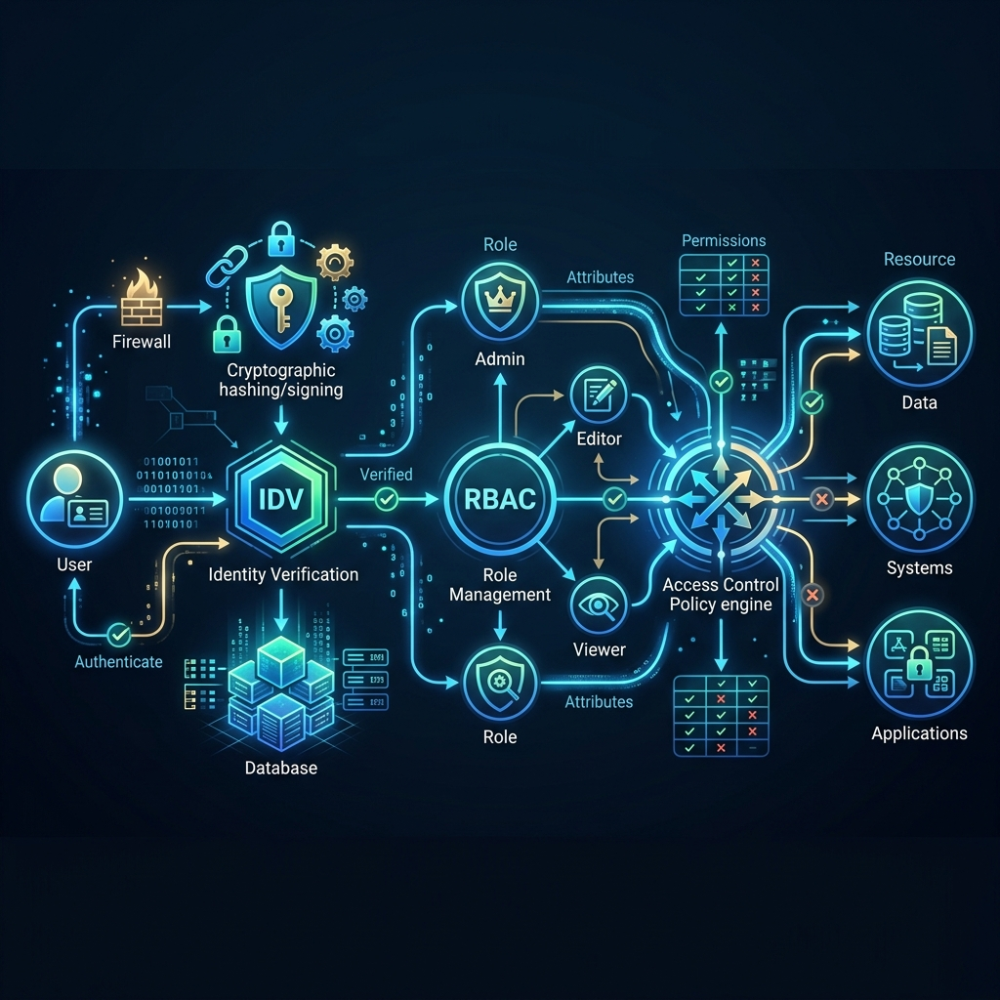 Firewall
Cryptographic
hashing/signing
User
01001011
IDV
Identity Verification
Authenticate
Database
Verified
Role
Admin
RBAC
Role
Management
Role
Editor
Viewer
Attributes
Attributes
Permissions
Access Control
Policy engine
Resource
Data
Systems
Applications